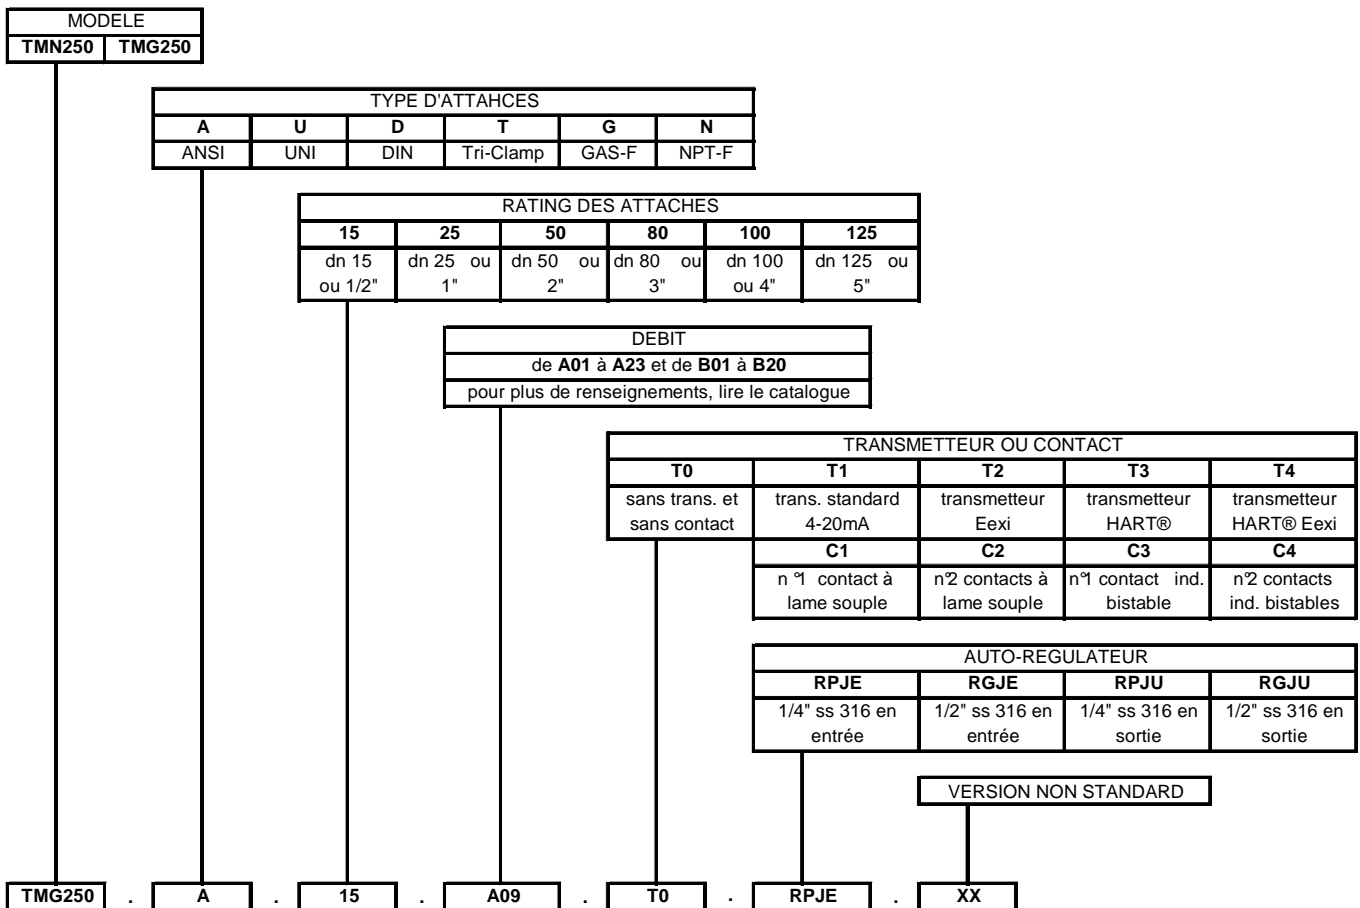 MODELE
TMN250 TMG250
TYPE D'ATTAHCES
A U D T G N
ANSI UNI DIN Tri-Clamp GAS-F NPT-F
RATING DES ATTACHES
15 25 50 80 100 125
dn 15 dn 25 ou dn 50 ou dn 80 ou dn 100 dn 125 ou
ou 1/2" 1" 2" 3" ou 4" 5"
DEBIT
de A01 à A23 et de B01 à B20
pour plus de renseignements, lire le catalogue
TRANSMETTEUR OU CONTACT
T0 T1 T2 T3 T4
sans trans. et trans. standard transmetteur transmetteur transmetteur
sans contact 4-20mA Eexi HART® HART® Eexi
C1 C2 C3 C4
n°1 contact à n°2 contacts à n°1 contact ind. n°2 contacts
lame souple lame souple bistable ind. bistables
AUTO-REGULATEUR
RPJE RGJE RPJU RGJU
1/4" ss 316 en 1/2" ss 316 en 1/4" ss 316 en 1/2" ss 316 en
entrée entrée sortie sortie
VERSION NON STANDARD
TMG250 . A . 15 . A09 . T0 . RPJE . XX